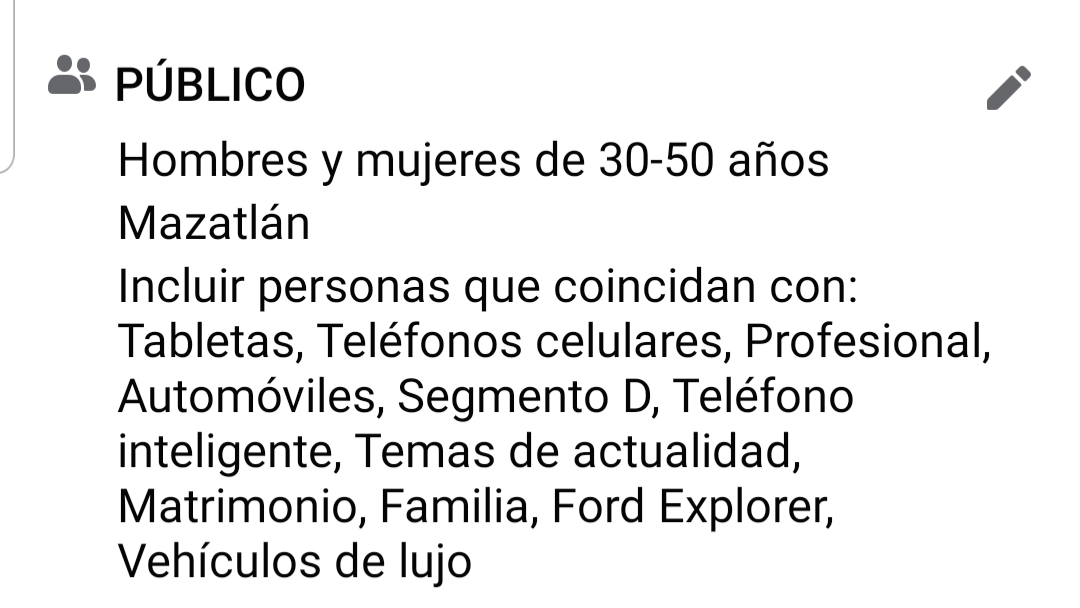 PÚBLICO
Hombres y mujeres de 30-50 años
Mazatlán
Incluir personas que coincidan con:
Tabletas, Teléfonos celulares, Profesional,
Automóviles, Segmento D, Teléfono
inteligente, Temas de actualidad,
Matrimonio, Familia, Ford Explorer,
Vehículos de lujo